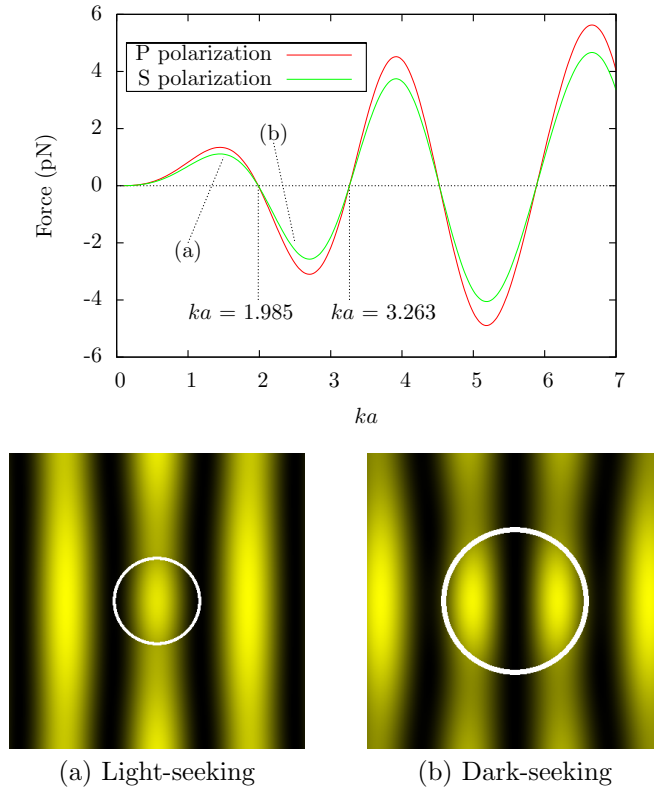 6
4
2
0
-2
-4
-6
Force (pN)
P polarization
S polarization
(b)
(a)
ka = 1.985
ka = 3.263
0 1 2 3 4 5 6 7
ka
(a) Light-seeking
(b) Dark-seeking